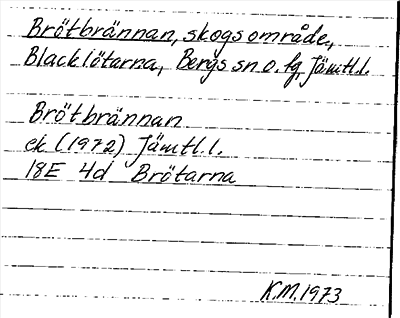 Brötbrännan, skogsområde,
Blacklötarna, Bergs sn o. fg, Jämtl.l.
Brötbrännan
ek (1972) Jämtl.l.
18E 4d Brötarna
K.M. 1973